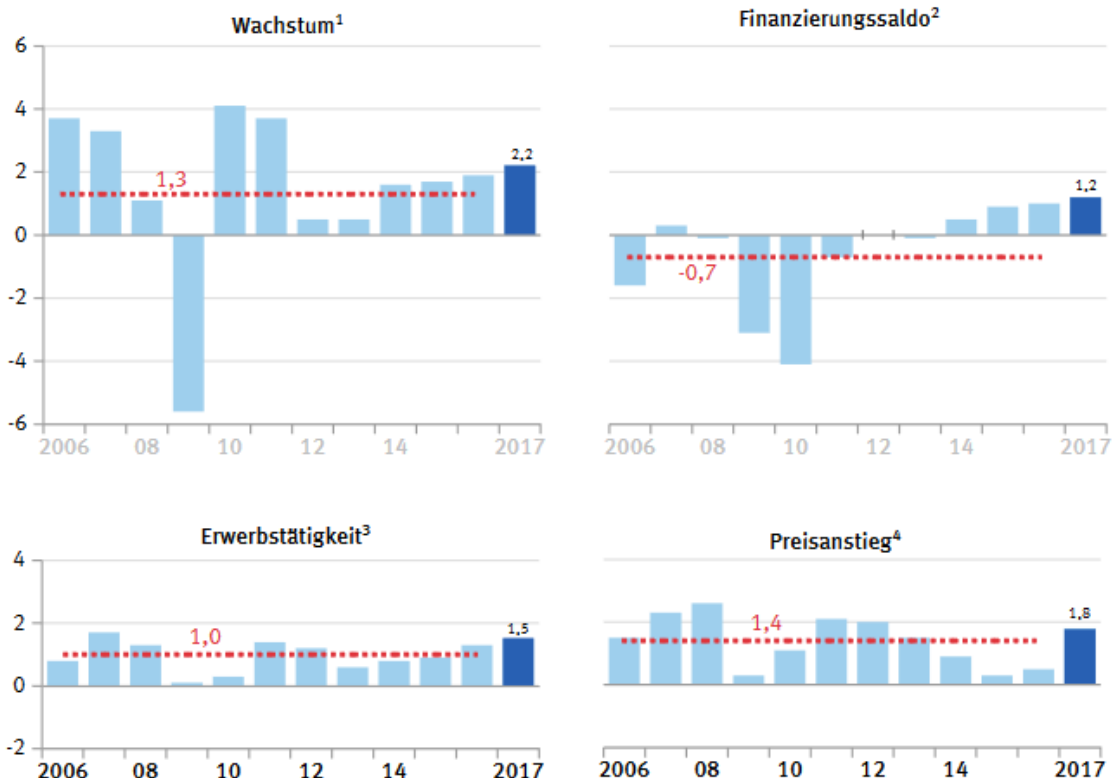 Wachstum¹
6
4
2
0
-2
-4
-6
1,3
2,2
2006 08 10 12 14 2017
Finanzierungssaldo²
-0,7
1,2
2006 08 10 12 14 2017
Erwerbstätigkeit³
4
2
0
-2
1,0
1,5
2006 08 10 12 14 2017
Preisanstieg⁴
1,4
1,8
2006 08 10 12 14 2017